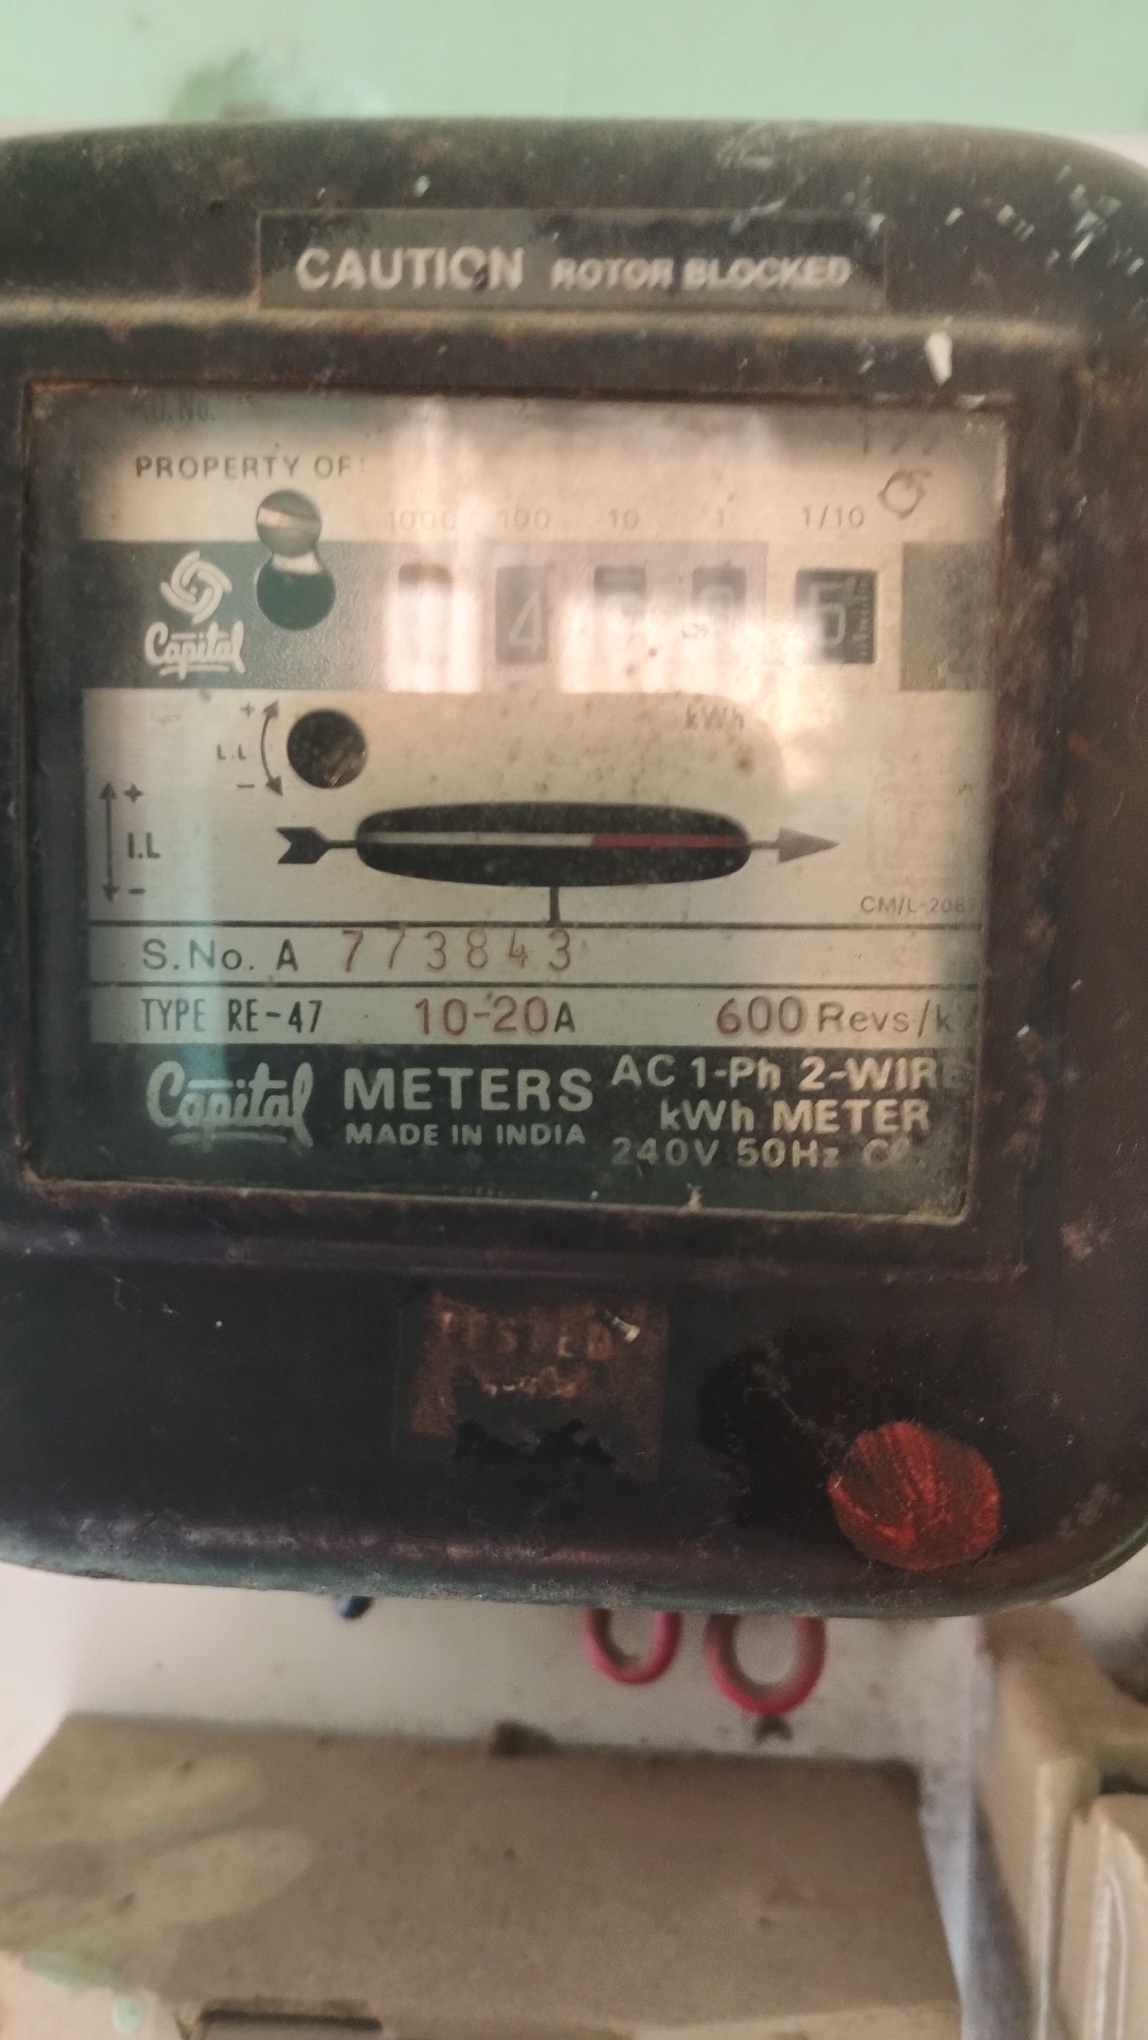 CAUTION ROTOR BLOCKED
PROPERTY OF:
1000 100 10 1 1/10
Capital
4 5
kWh
+
L.L
-
+
I.L
-
S.No. A 773843
TYPE RE-47 10-20A 600 Revs/k
Capital METERS
MADE IN INDIA
AC 1-Ph 2-WIRE
kWh METER
240V 50Hz
TESTED